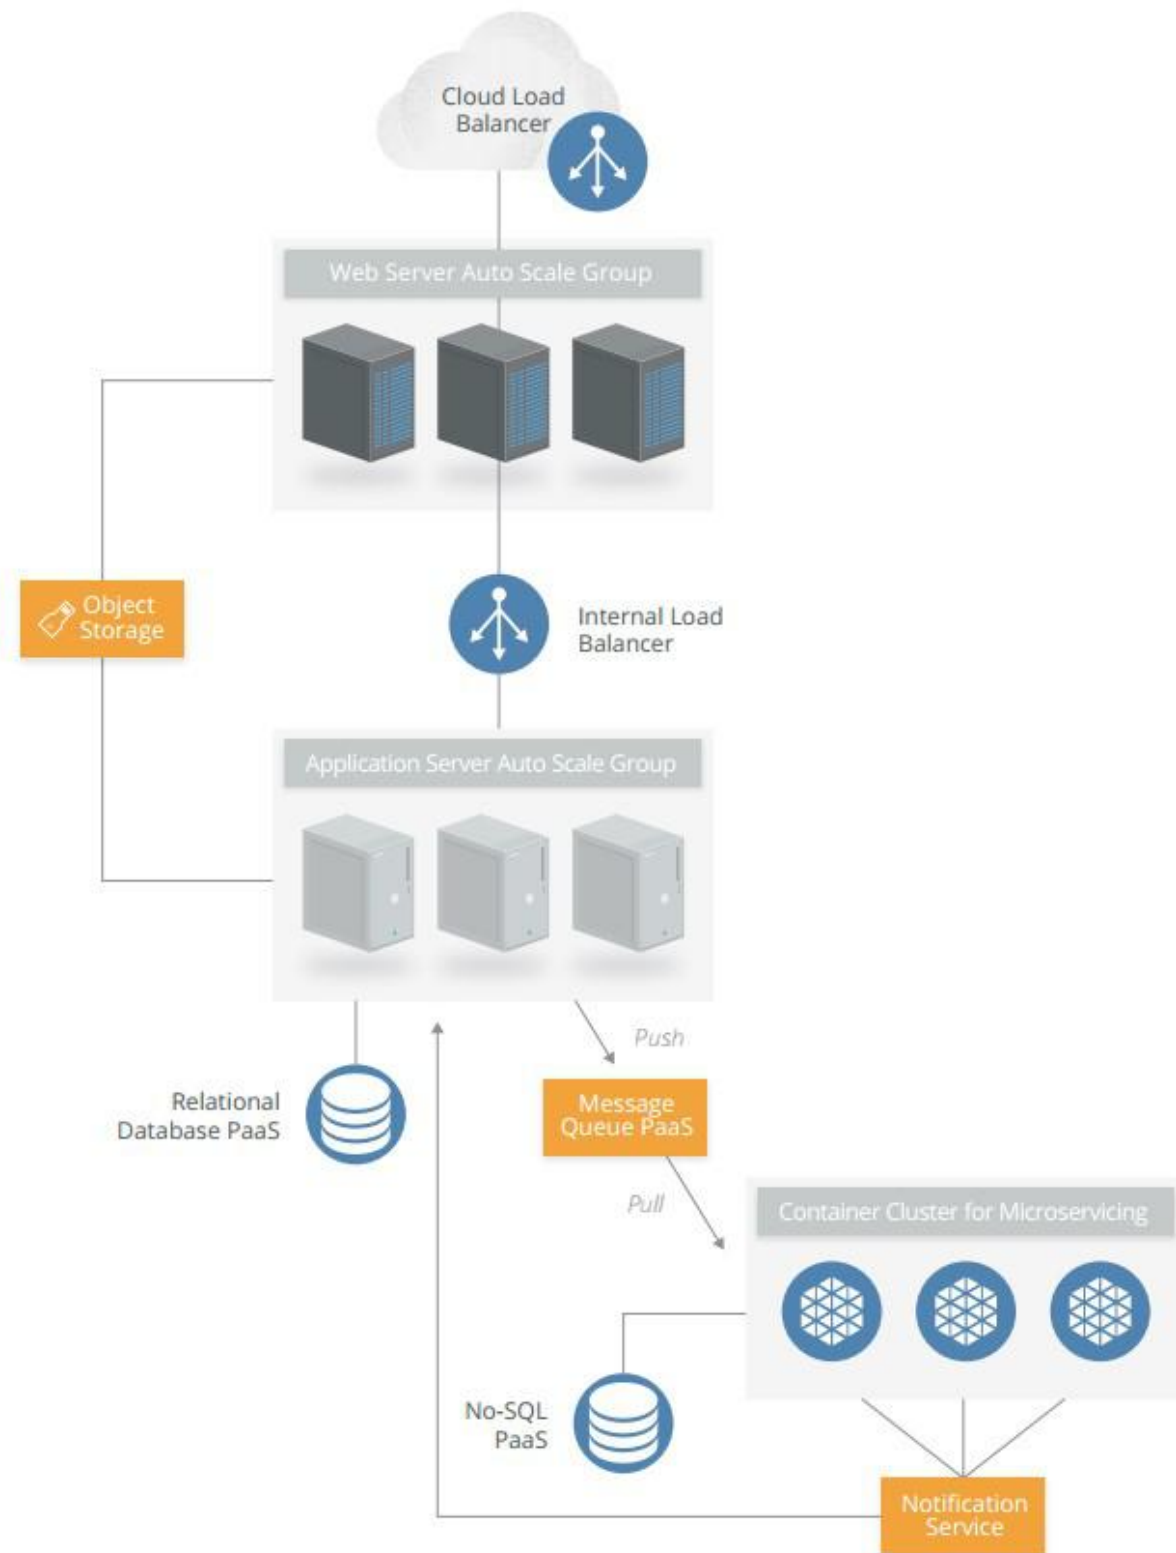 Cloud Load
Balancer
Web Server Auto Scale Group
Object
Storage
Internal Load
Balancer
Application Server Auto Scale Group
Push
Relational
Database PaaS
Message
Queue PaaS
Pull
Container Cluster for Microservicing
No-SQL
PaaS
Notification
Service